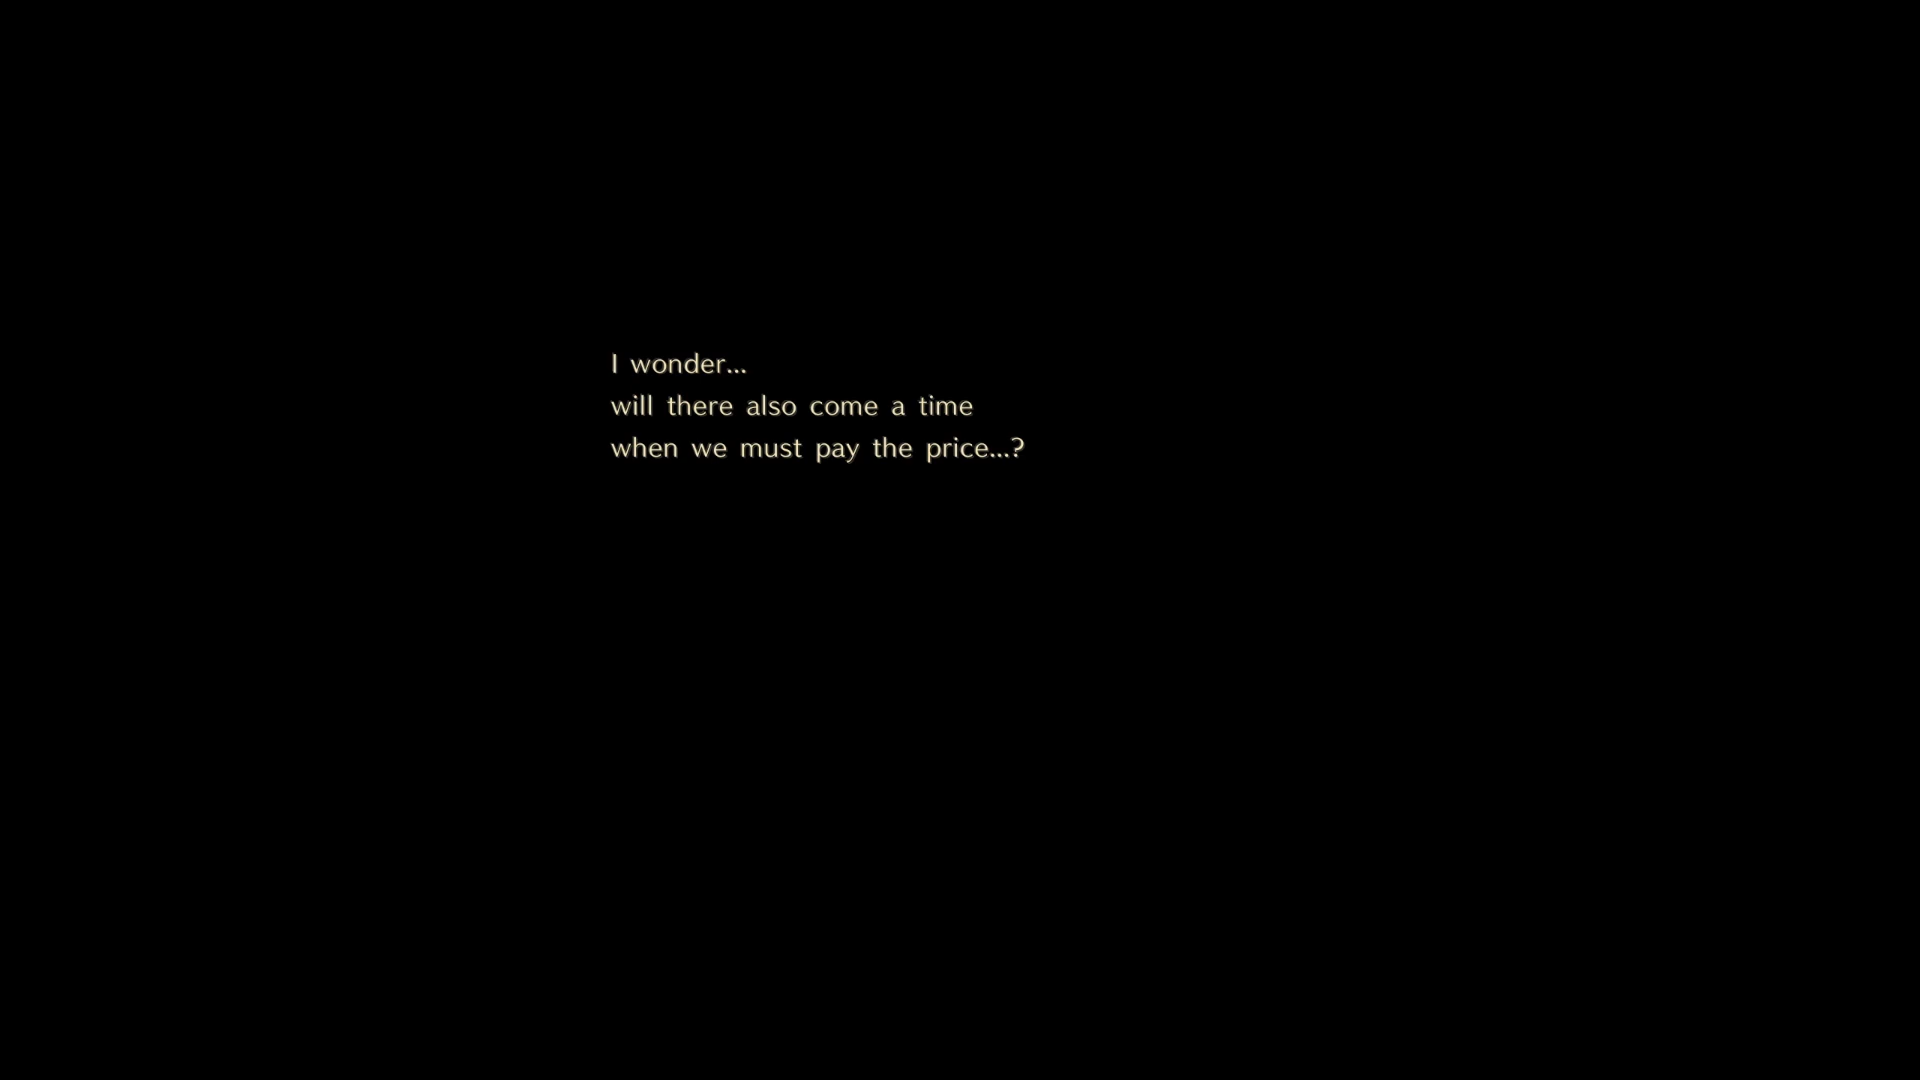 I wonder...
will there also come a time
when we must pay the price...?